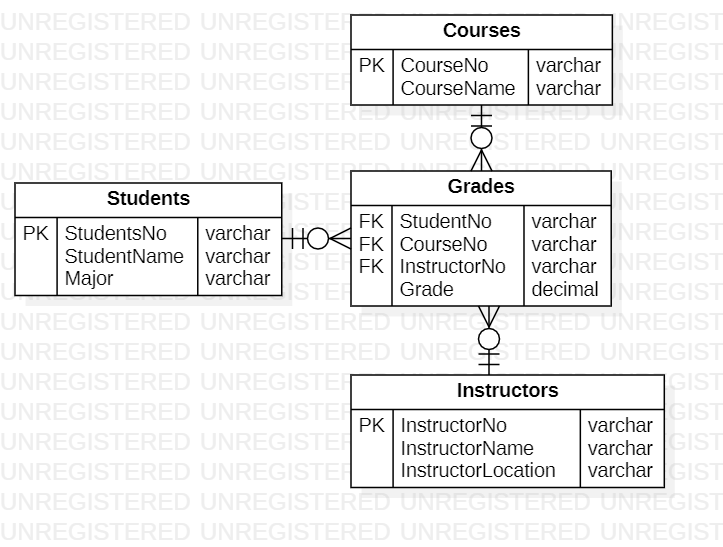 Courses
PK CourseNo varchar
CourseName varchar
Grades
FK StudentNo varchar
FK CourseNo varchar
FK InstructorNo varchar
Grade decimal
Students
PK StudentsNo varchar
StudentName varchar
Major varchar
Instructors
PK InstructorNo varchar
InstructorName varchar
InstructorLocation varchar
UNREGISTERED